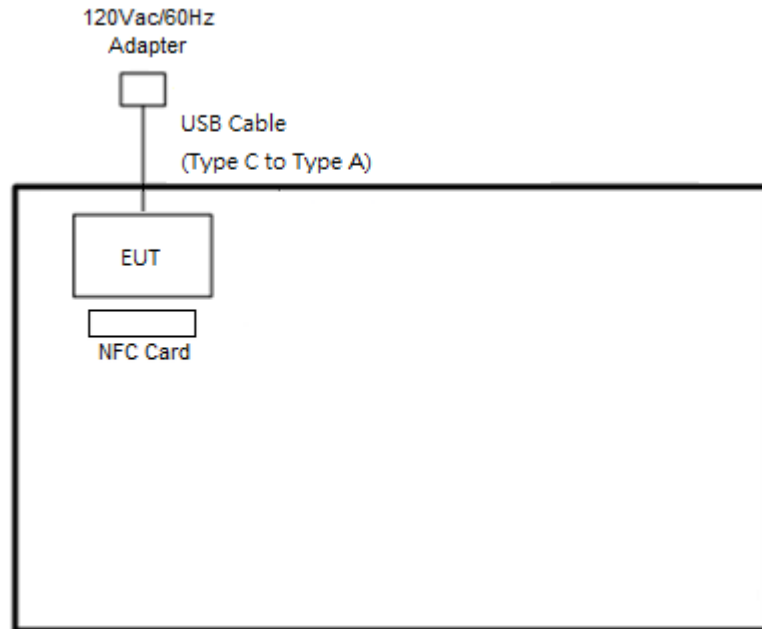 120Vac/60Hz
Adapter
USB Cable
(Type C to Type A)
EUT
NFC Card